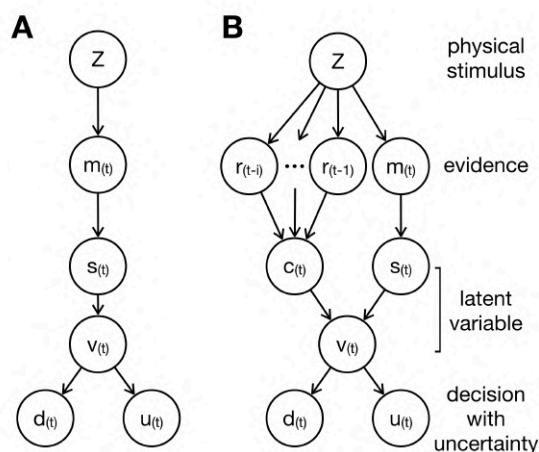 A
B
Z
Z
physical
stimulus
m(t)
r(t-i)
...
r(t-1)
m(t)
evidence
s(t)
c(t)
s(t)
latent
variable
v(t)
v(t)
d(t)
u(t)
d(t)
u(t)
decision
with
uncertainty